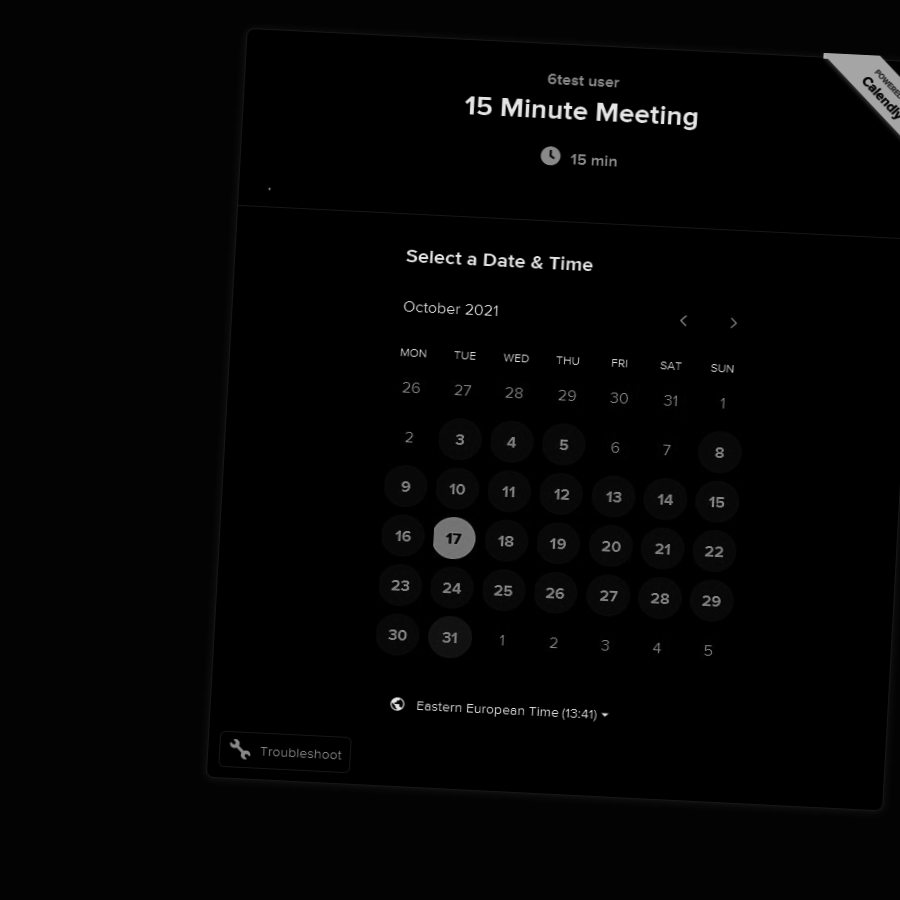 6test user
15 Minute Meeting
15 min
POWERED
Calendly
Select a Date & Time
October 2021
MON TUE WED THU FRI SAT SUN
26 27 28 29 30 31 1
2 3 4 5 6 7 8
9 10 11 12 13 14 15
16 17 18 19 20 21 22
23 24 25 26 27 28 29
30 31 1 2 3 4 5
Eastern European Time (13:41)
Troubleshoot